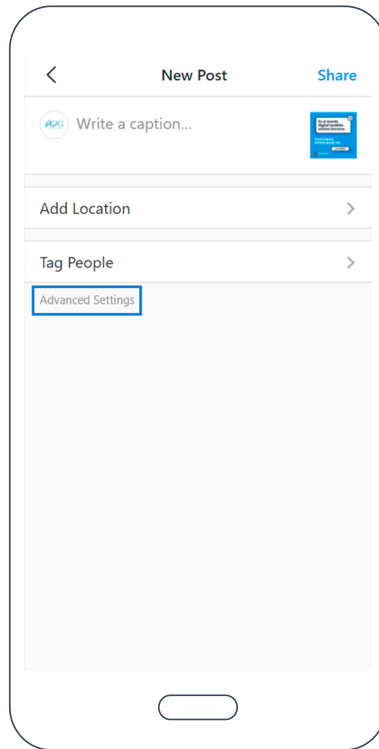 New Post
Share
Write a caption...
Add Location
Tag People
Advanced Settings